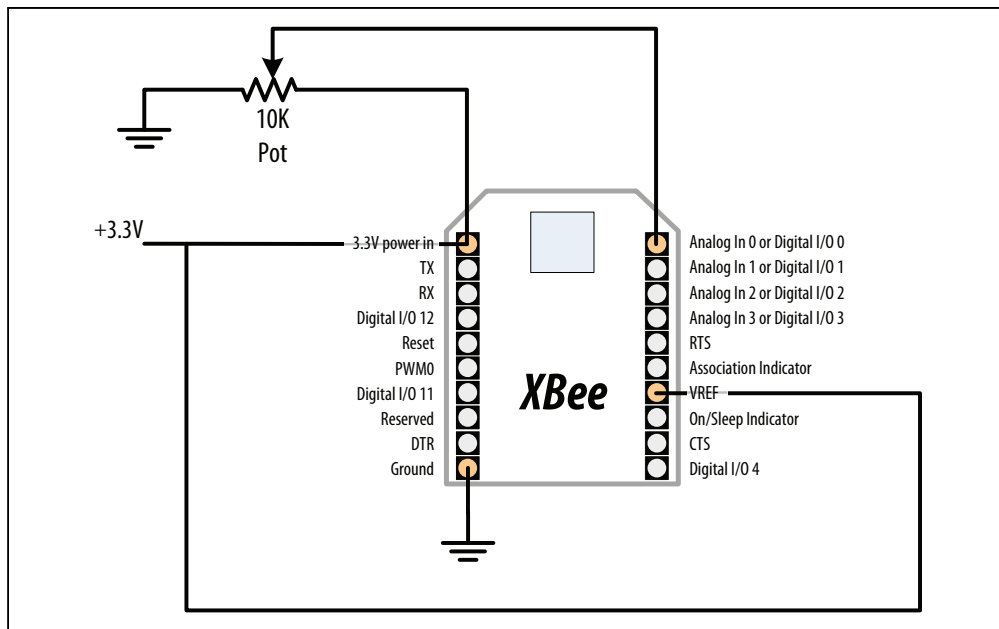 10K
Pot
+3.3V
3.3V power in
TX
RX
Digital I/O 12
Reset
PWM0
Digital I/O 11
Reserved
DTR
Ground
XBee
Analog In 0 or Digital I/O 0
Analog In 1 or Digital I/O 1
Analog In 2 or Digital I/O 2
Analog In 3 or Digital I/O 3
RTS
Association Indicator
VREF
On/Sleep Indicator
CTS
Digital I/O 4